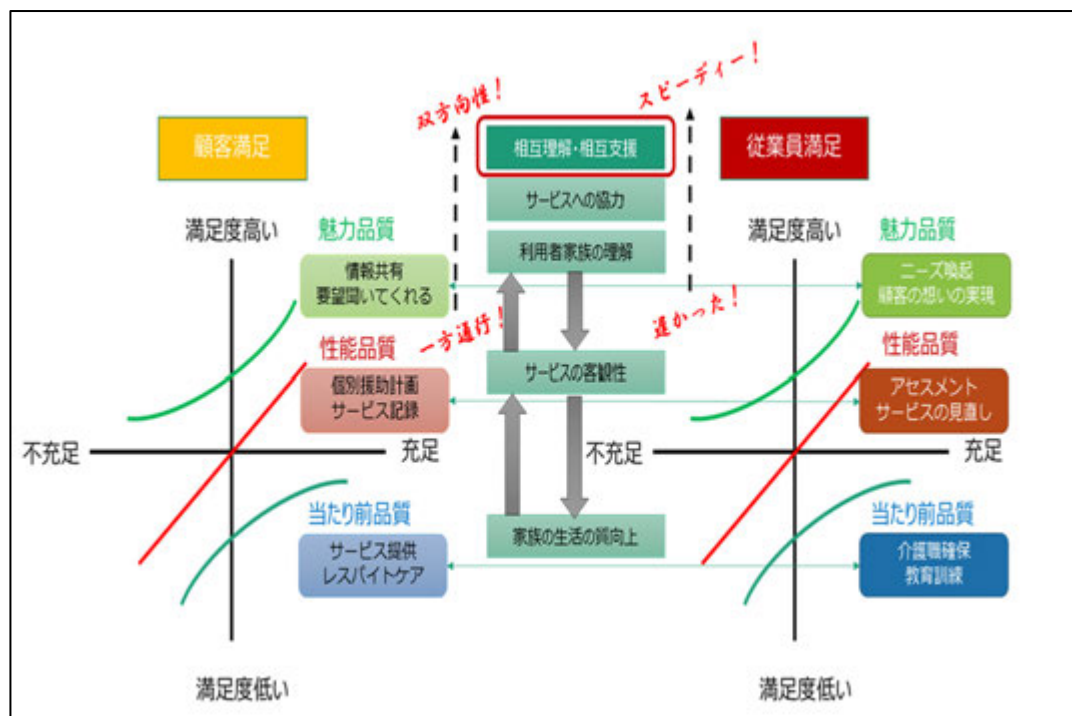 双方向性！
スピーディー！
顧客満足
相互理解・相互支援
従業員満足
サービスへの協力
満足度高い
魅力品質
利用者家族の理解
満足度高い
魅力品質
情報共有
要望聞いてくれる
ニーズ喚起
顧客の想いの実現
一方通行！
遅かった！
性能品質
サービスの客観性
性能品質
個別援助計画
サービス記録
アセスメント
サービスの見直し
不充足
充足
不充足
充足
当たり前品質
家族の生活の質向上
当たり前品質
サービス提供
レスパイトケア
介護職確保
教育訓練
満足度低い
満足度低い